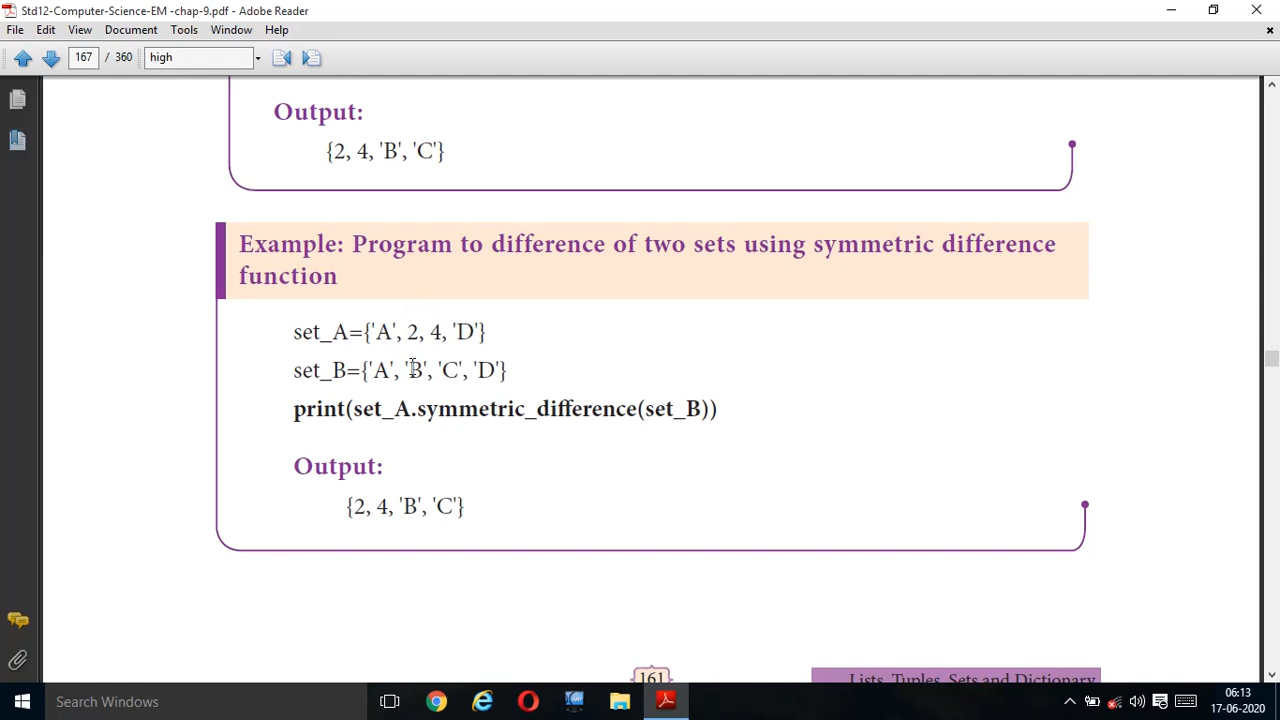 Std12-Computer-Science-EM -chap-9.pdf - Adobe Reader
File Edit View Document Tools Window Help
167 / 360 high
Output:
{2, 4, 'B', 'C'}
Example: Program to difference of two sets using symmetric difference
function
set_A={'A', 2, 4, 'D'}
set_B={'A', 'B', 'C', 'D'}
print(set_A.symmetric_difference(set_B))
Output:
{2, 4, 'B', 'C'}
161
Lists, Tuples, Sets and Dictionary
Search Windows
06:13
17-06-2020